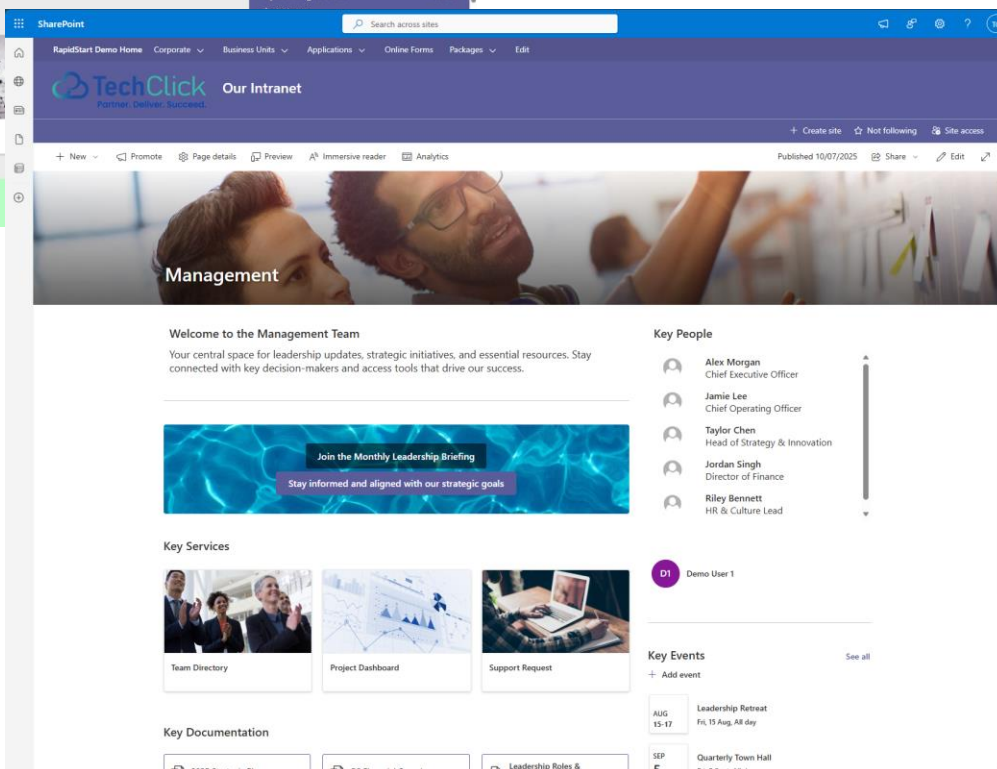 SharePoint
Search across sites
RapidStart Demo Home Corporate Business Units Applications Online Forms Packages Edit
TechClick
Partner. Deliver. Succeed.
Our Intranet
+ Create site Not following Site access
+ New Promote Page details Preview Immersive reader Analytics
Published 10/07/2025 Share Edit
Management
Welcome to the Management Team
Your central space for leadership updates, strategic initiatives, and essential resources. Stay
connected with key decision-makers and access tools that drive our success.
Join the Monthly Leadership Briefing
Stay informed and aligned with our strategic goals
Key Services
Team Directory
Project Dashboard
Support Request
Key Documentation
Leadership Roles &
Key People
Alex Morgan
Chief Executive Officer
Jamie Lee
Chief Operating Officer
Taylor Chen
Head of Strategy & Innovation
Jordan Singh
Director of Finance
Riley Bennett
HR & Culture Lead
D1 Demo User 1
Key Events
See all
+ Add event
AUG
15-17
Leadership Retreat
Fri, 15 Aug, All day
SEP
5
Quarterly Town Hall